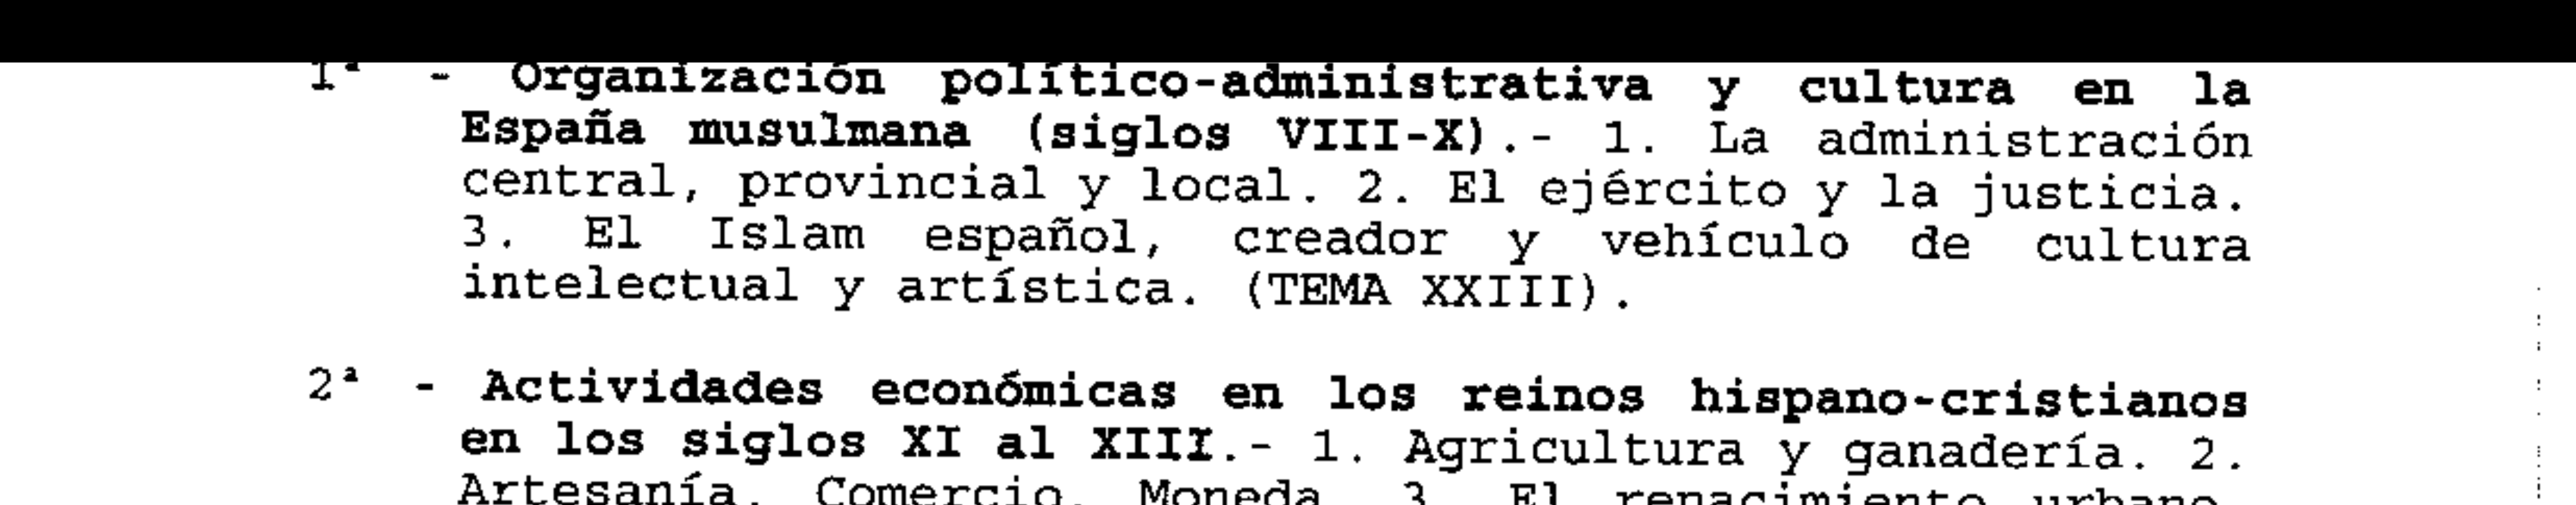 1ª - Organización político-administrativa y cultura en la
España musulmana (siglos VIII-X).- 1. La administración
central, provincial y local. 2. El ejército y la justicia.
3. El Islam español, creador y vehículo de cultura
intelectual y artística. (TEMA XXIII).
2ª - Actividades económicas en los reinos hispano-cristianos
en los siglos XI al XIII.- 1. Agricultura y ganadería. 2.
Artesanía. Comercio. Moneda. 3. El renacimiento urbano.